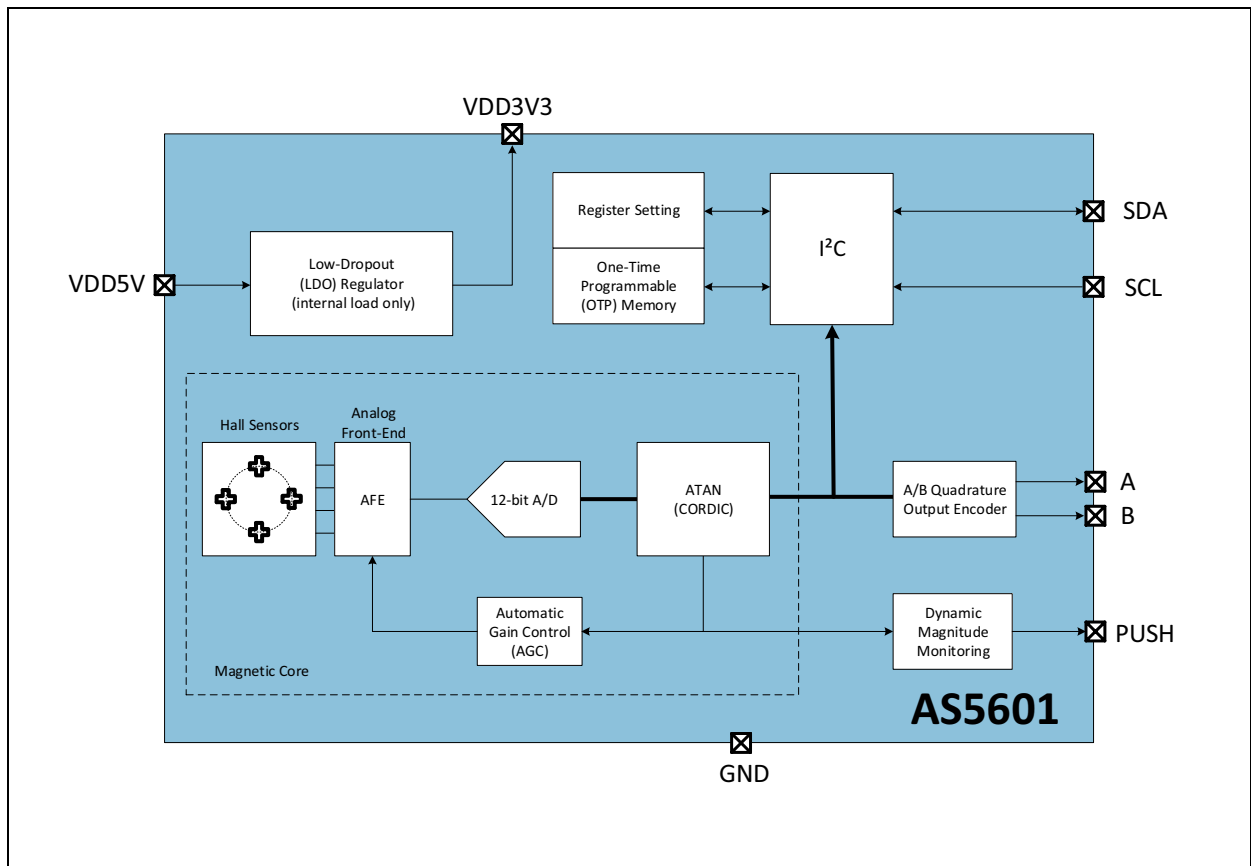 VDD3V3
Register Setting
I²C
SDA
Low-Dropout
(LDO) Regulator
(internal load only)
VDD5V
One-Time
Programmable
(OTP) Memory
SCL
Hall Sensors
Analog
Front-End
AFE
12-bit A/D
ATAN
(CORDIC)
A/B Quadrature
Output Encoder
A
B
Automatic
Gain Control
(AGC)
Dynamic
Magnitude
Monitoring
PUSH
Magnetic Core
AS5601
GND